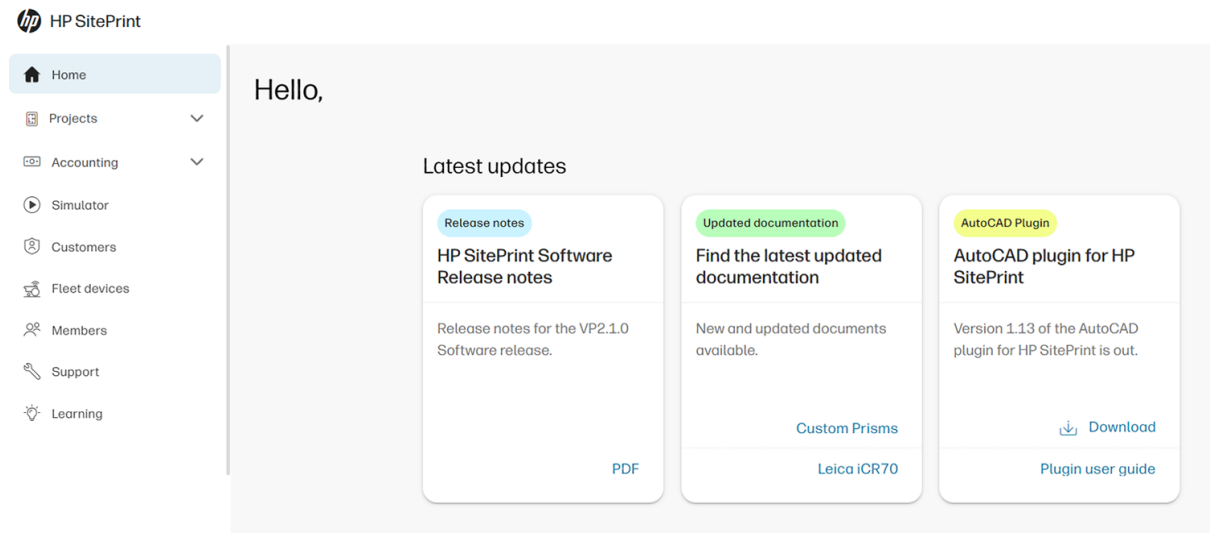 hp HP SitePrint
Home
Projects
Accounting
Simulator
Customers
Fleet devices
Members
Support
Learning
Hello,
Latest updates
Release notes
HP SitePrint Software
Release notes
Release notes for the VP2.1.0
Software release.
PDF
Updated documentation
Find the latest updated
documentation
New and updated documents
available.
Custom Prisms
Leica iCR70
AutoCAD Plugin
AutoCAD plugin for HP
SitePrint
Version 1.13 of the AutoCAD
plugin for HP SitePrint is out.
Download
Plugin user guide